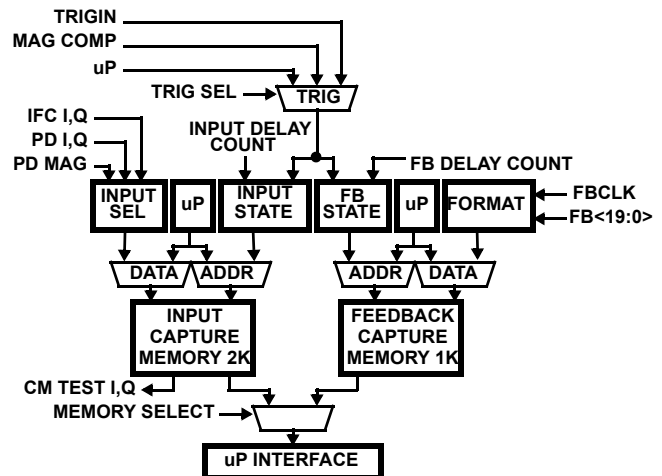 TRIGIN
MAG COMP
uP
TRIG SEL
TRIG
IFC I,Q
PD I,Q
PD MAG
INPUT DELAY
COUNT
FB DELAY COUNT
INPUT
SEL
uP
INPUT
STATE
FB
STATE
uP
FORMAT
FBCLK
FB<19:0>
DATA
ADDR
ADDR
DATA
INPUT
CAPTURE
MEMORY 2K
FEEDBACK
CAPTURE
MEMORY 1K
CM TEST I,Q
MEMORY SELECT
uP INTERFACE